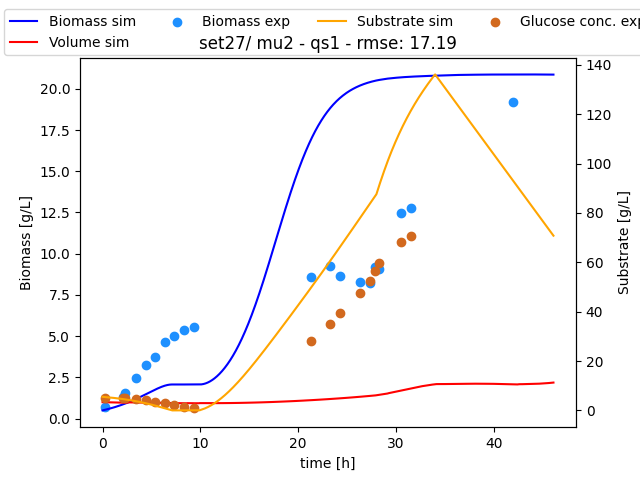 Biomass sim Biomass exp Substrate sim Glucose conc. exp
Volume sim
set27/ mu2 - qs1 - rmse: 17.19
20.0
17.5
15.0
12.5
10.0
7.5
5.0
2.5
0.0
Biomass [g/L]
140
120
100
80
60
40
20
0
Substrate [g/L]
0 10 20 30 40
time [h]